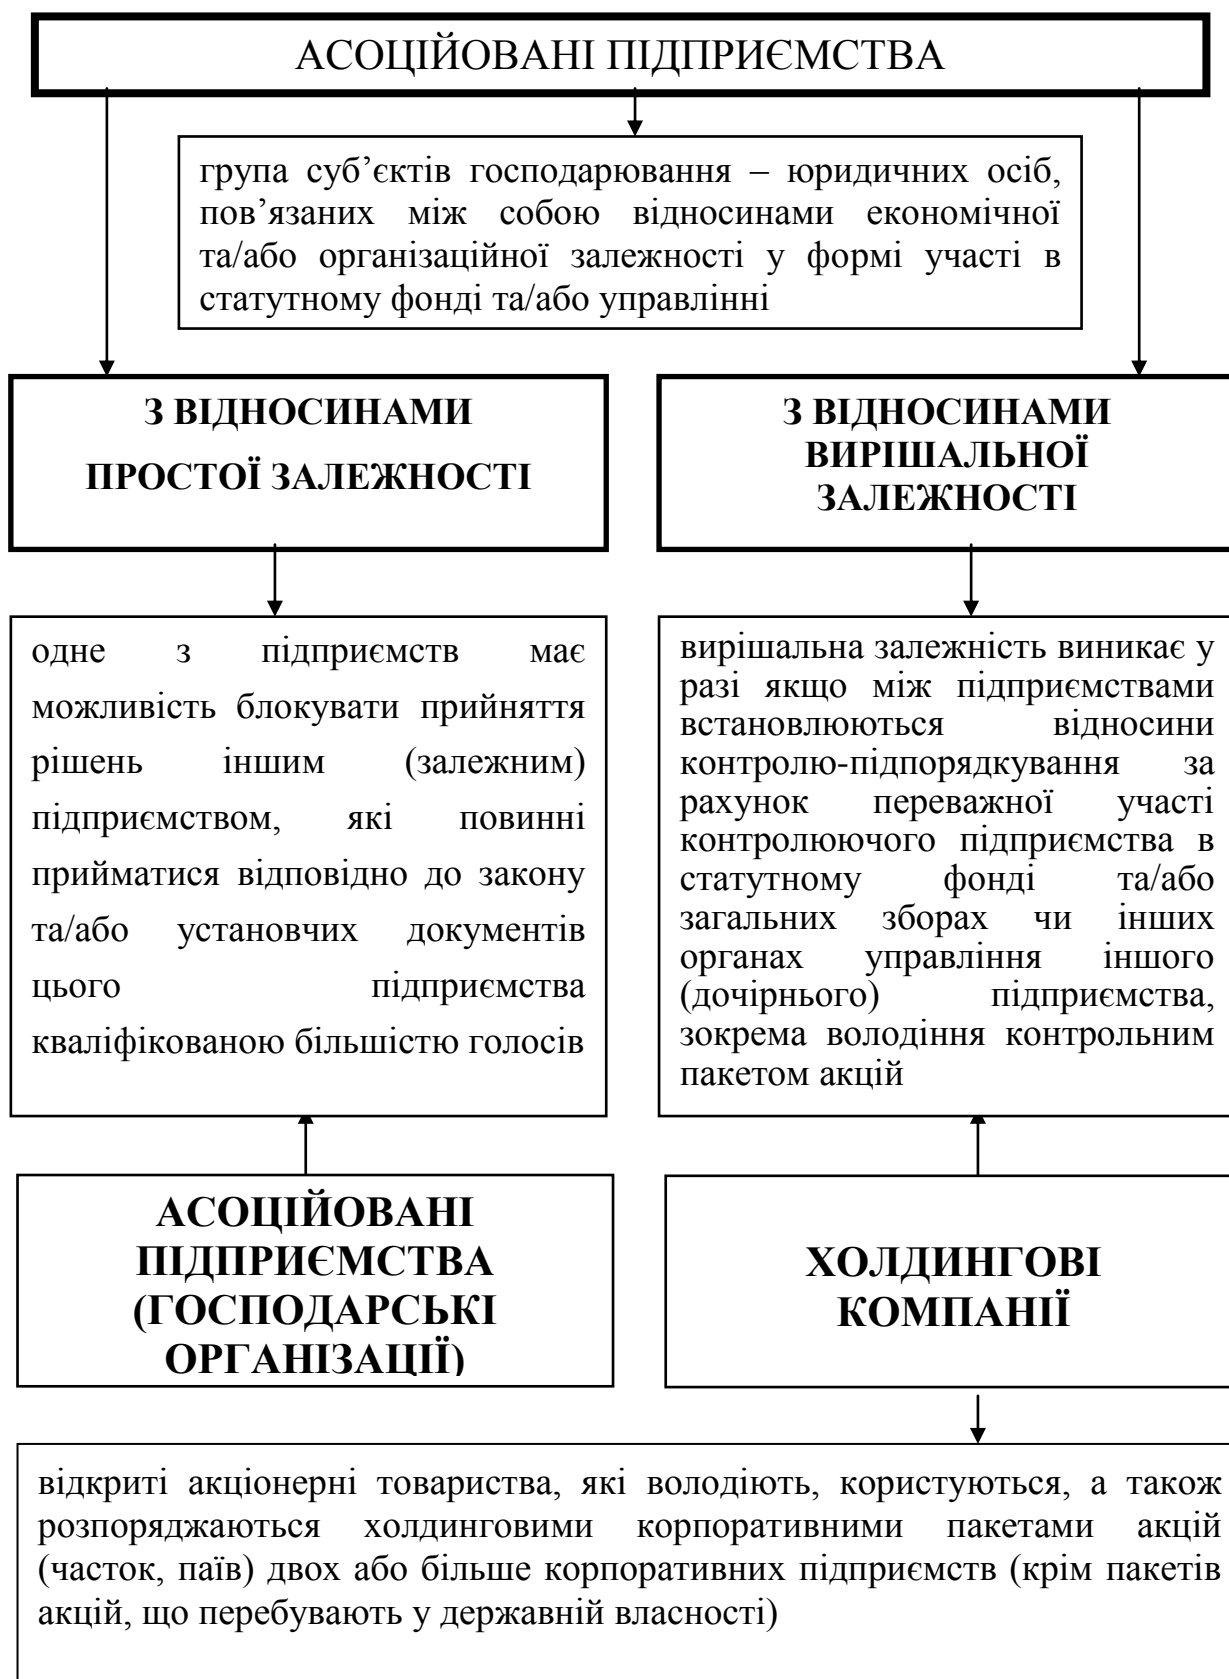 АСОЦІЙОВАНІ ПІДПРИЄМСТВА
група суб’єктів господарювання – юридичних осіб,
пов’язаних між собою відносинами економічної
та/або організаційної залежності у формі участі в
статутному фонді та/або управлінні
З ВІДНОСИНАМИ
ПРОСТОЇ ЗАЛЕЖНОСТІ
З ВІДНОСИНАМИ
ВИРІШАЛЬНОЇ
ЗАЛЕЖНОСТІ
одне з підприємств має
можливість блокувати прийняття
рішень іншим (залежним)
підприємством, які повинні
прийматися відповідно до закону
та/або установчих документів
цього підприємства
кваліфікованою більшістю голосів
вирішальна залежність виникає у
разі якщо між підприємствами
встановлюються відносини
контролю-підпорядкування за
рахунок переважної участі
контролюючого підприємства в
статутному фонді та/або
загальних зборах чи інших
органах управління іншого
(дочірнього) підприємства,
зокрема володіння контрольним
пакетом акцій
АСОЦІЙОВАНІ
ПІДПРИЄМСТВА
(ГОСПОДАРСЬКІ
ОРГАНІЗАЦІЇ)
ХОЛДИНГОВІ
КОМПАНІЇ
відкриті акціонерні товариства, які володіють, користуються, а також
розпоряджаються холдинговими корпоративними пакетами акцій
(часток, паїв) двох або більше корпоративних підприємств (крім пакетів
акцій, що перебувають у державній власності)